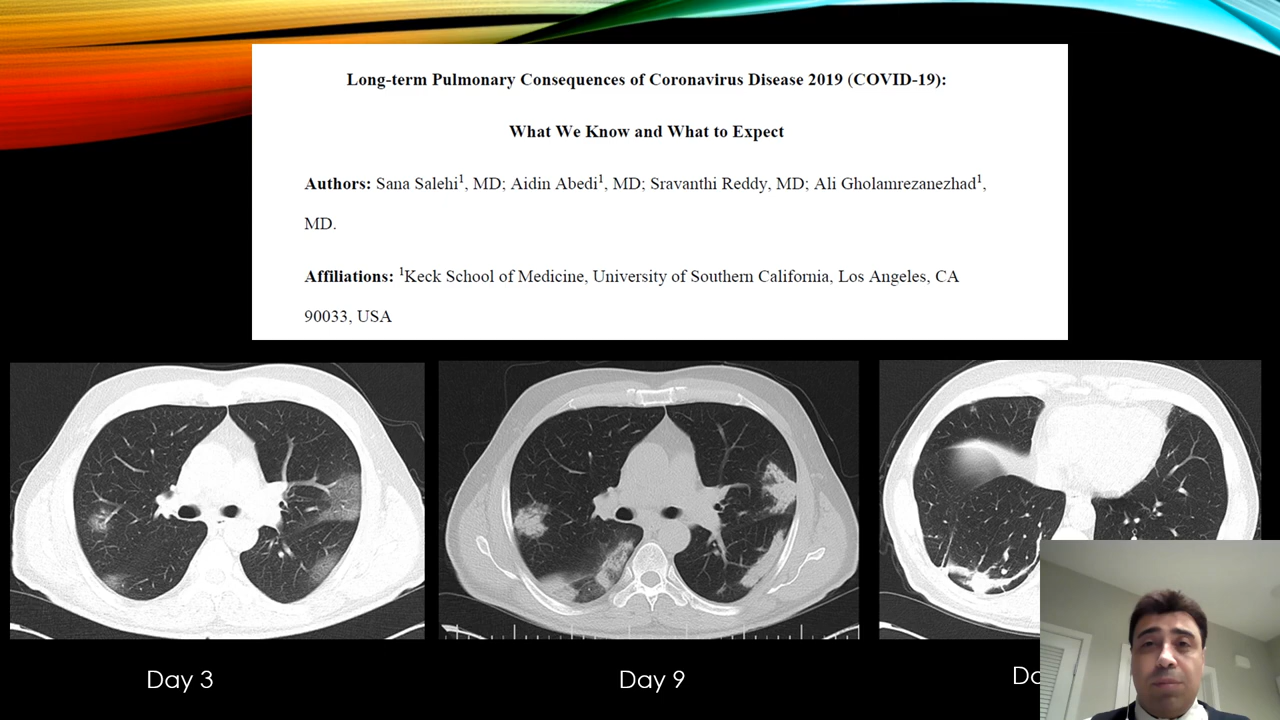 Long-term Pulmonary Consequences of Coronavirus Disease 2019 (COVID-19):
What We Know and What to Expect
Authors: Sana Salehi¹, MD; Aidin Abedi¹, MD; Sravanthi Reddy, MD; Ali Gholamrezanezhad¹,
MD.
Affiliations: ¹Keck School of Medicine, University of Southern California, Los Angeles, CA
90033, USA
Day 3
Day 9